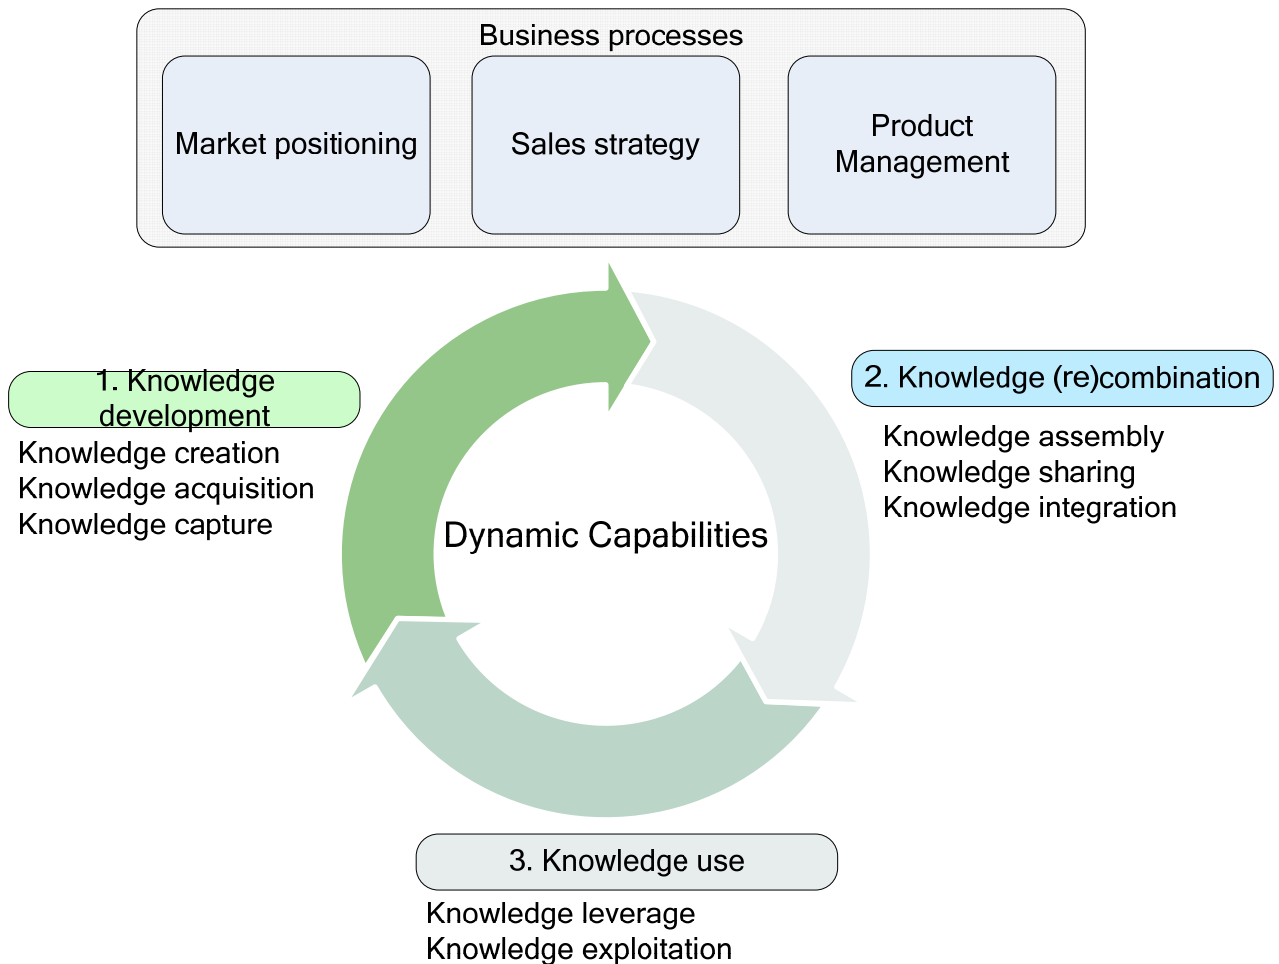 Business processes
Market positioning
Sales strategy
Product
Management
1. Knowledge
development
Knowledge creation
Knowledge acquisition
Knowledge capture
2. Knowledge (re)combination
Knowledge assembly
Knowledge sharing
Knowledge integration
Dynamic Capabilities
3. Knowledge use
Knowledge leverage
Knowledge exploitation